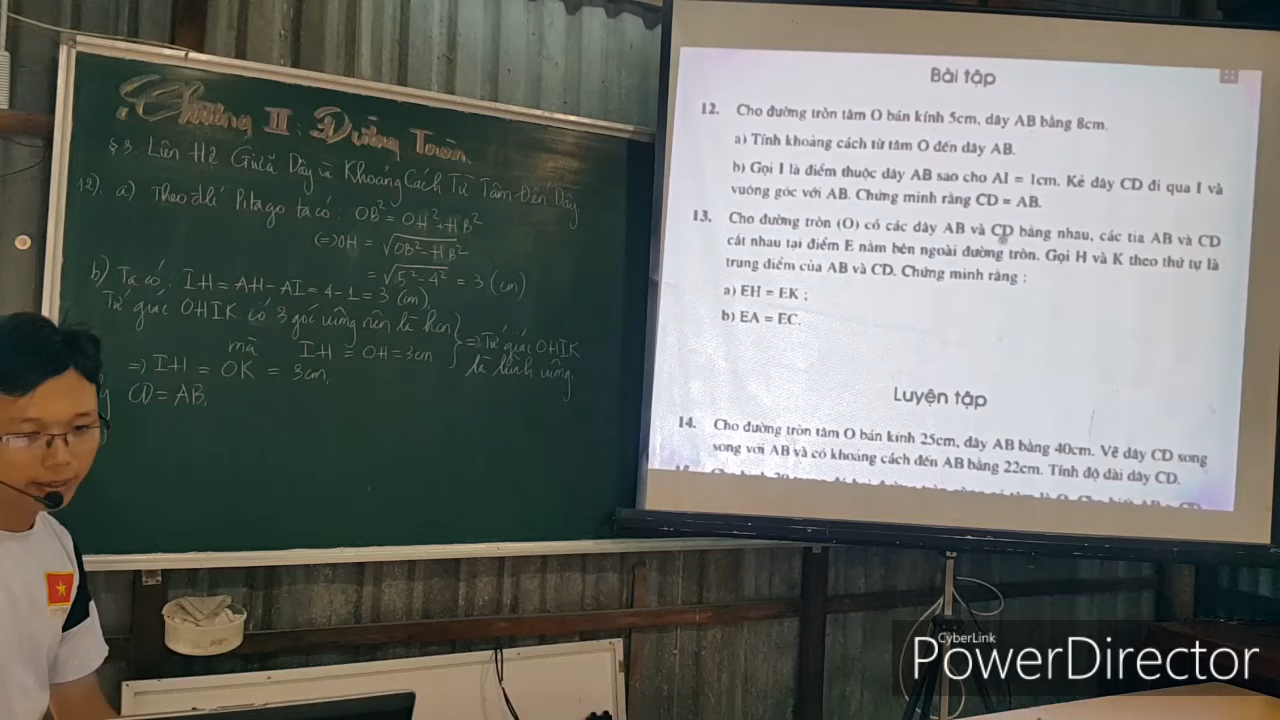 Chương II: Đường Tròn
§3. Liên Hệ Giữa Dây và Khoảng Cách Từ Tâm Đến Dây
12). a) Theo đlí Pitago ta có: OB² = OH² + HB²
(=) OH = √OB² - HB²
= √5² - 4² = 3 (cm)
b) Ta có: IH = AH - AI = 4 - 1 = 3 (cm)
Tứ giác OHIK có 3 góc vuông nên là hcn
mà IH = OH = 3cm
} => Tứ giác OHIK
là hình vuông.
=> IH = OK = 3cm.
CD = AB.
Bài tập
12. Cho đường tròn tâm O bán kính 5cm, dây AB bằng 8cm.
a) Tính khoảng cách từ tâm O đến dây AB.
b) Gọi I là điểm thuộc dây AB sao cho AI = 1cm. Kẻ dây CD đi qua I và
vuông góc với AB. Chứng minh rằng CD = AB.
13. Cho đường tròn (O) có các dây AB và CD bằng nhau, các tia AB và CD
cắt nhau tại điểm E nằm bên ngoài đường tròn. Gọi H và K theo thứ tự là
trung điểm của AB và CD. Chứng minh rằng :
a) EH = EK ;
b) EA = EC.
Luyện tập
14. Cho đường tròn tâm O bán kính 25cm, dây AB bằng 40cm. Vẽ dây CD song
song với AB và có khoảng cách đến AB bằng 22cm. Tính độ dài dây CD.
CyberLink
PowerDirector